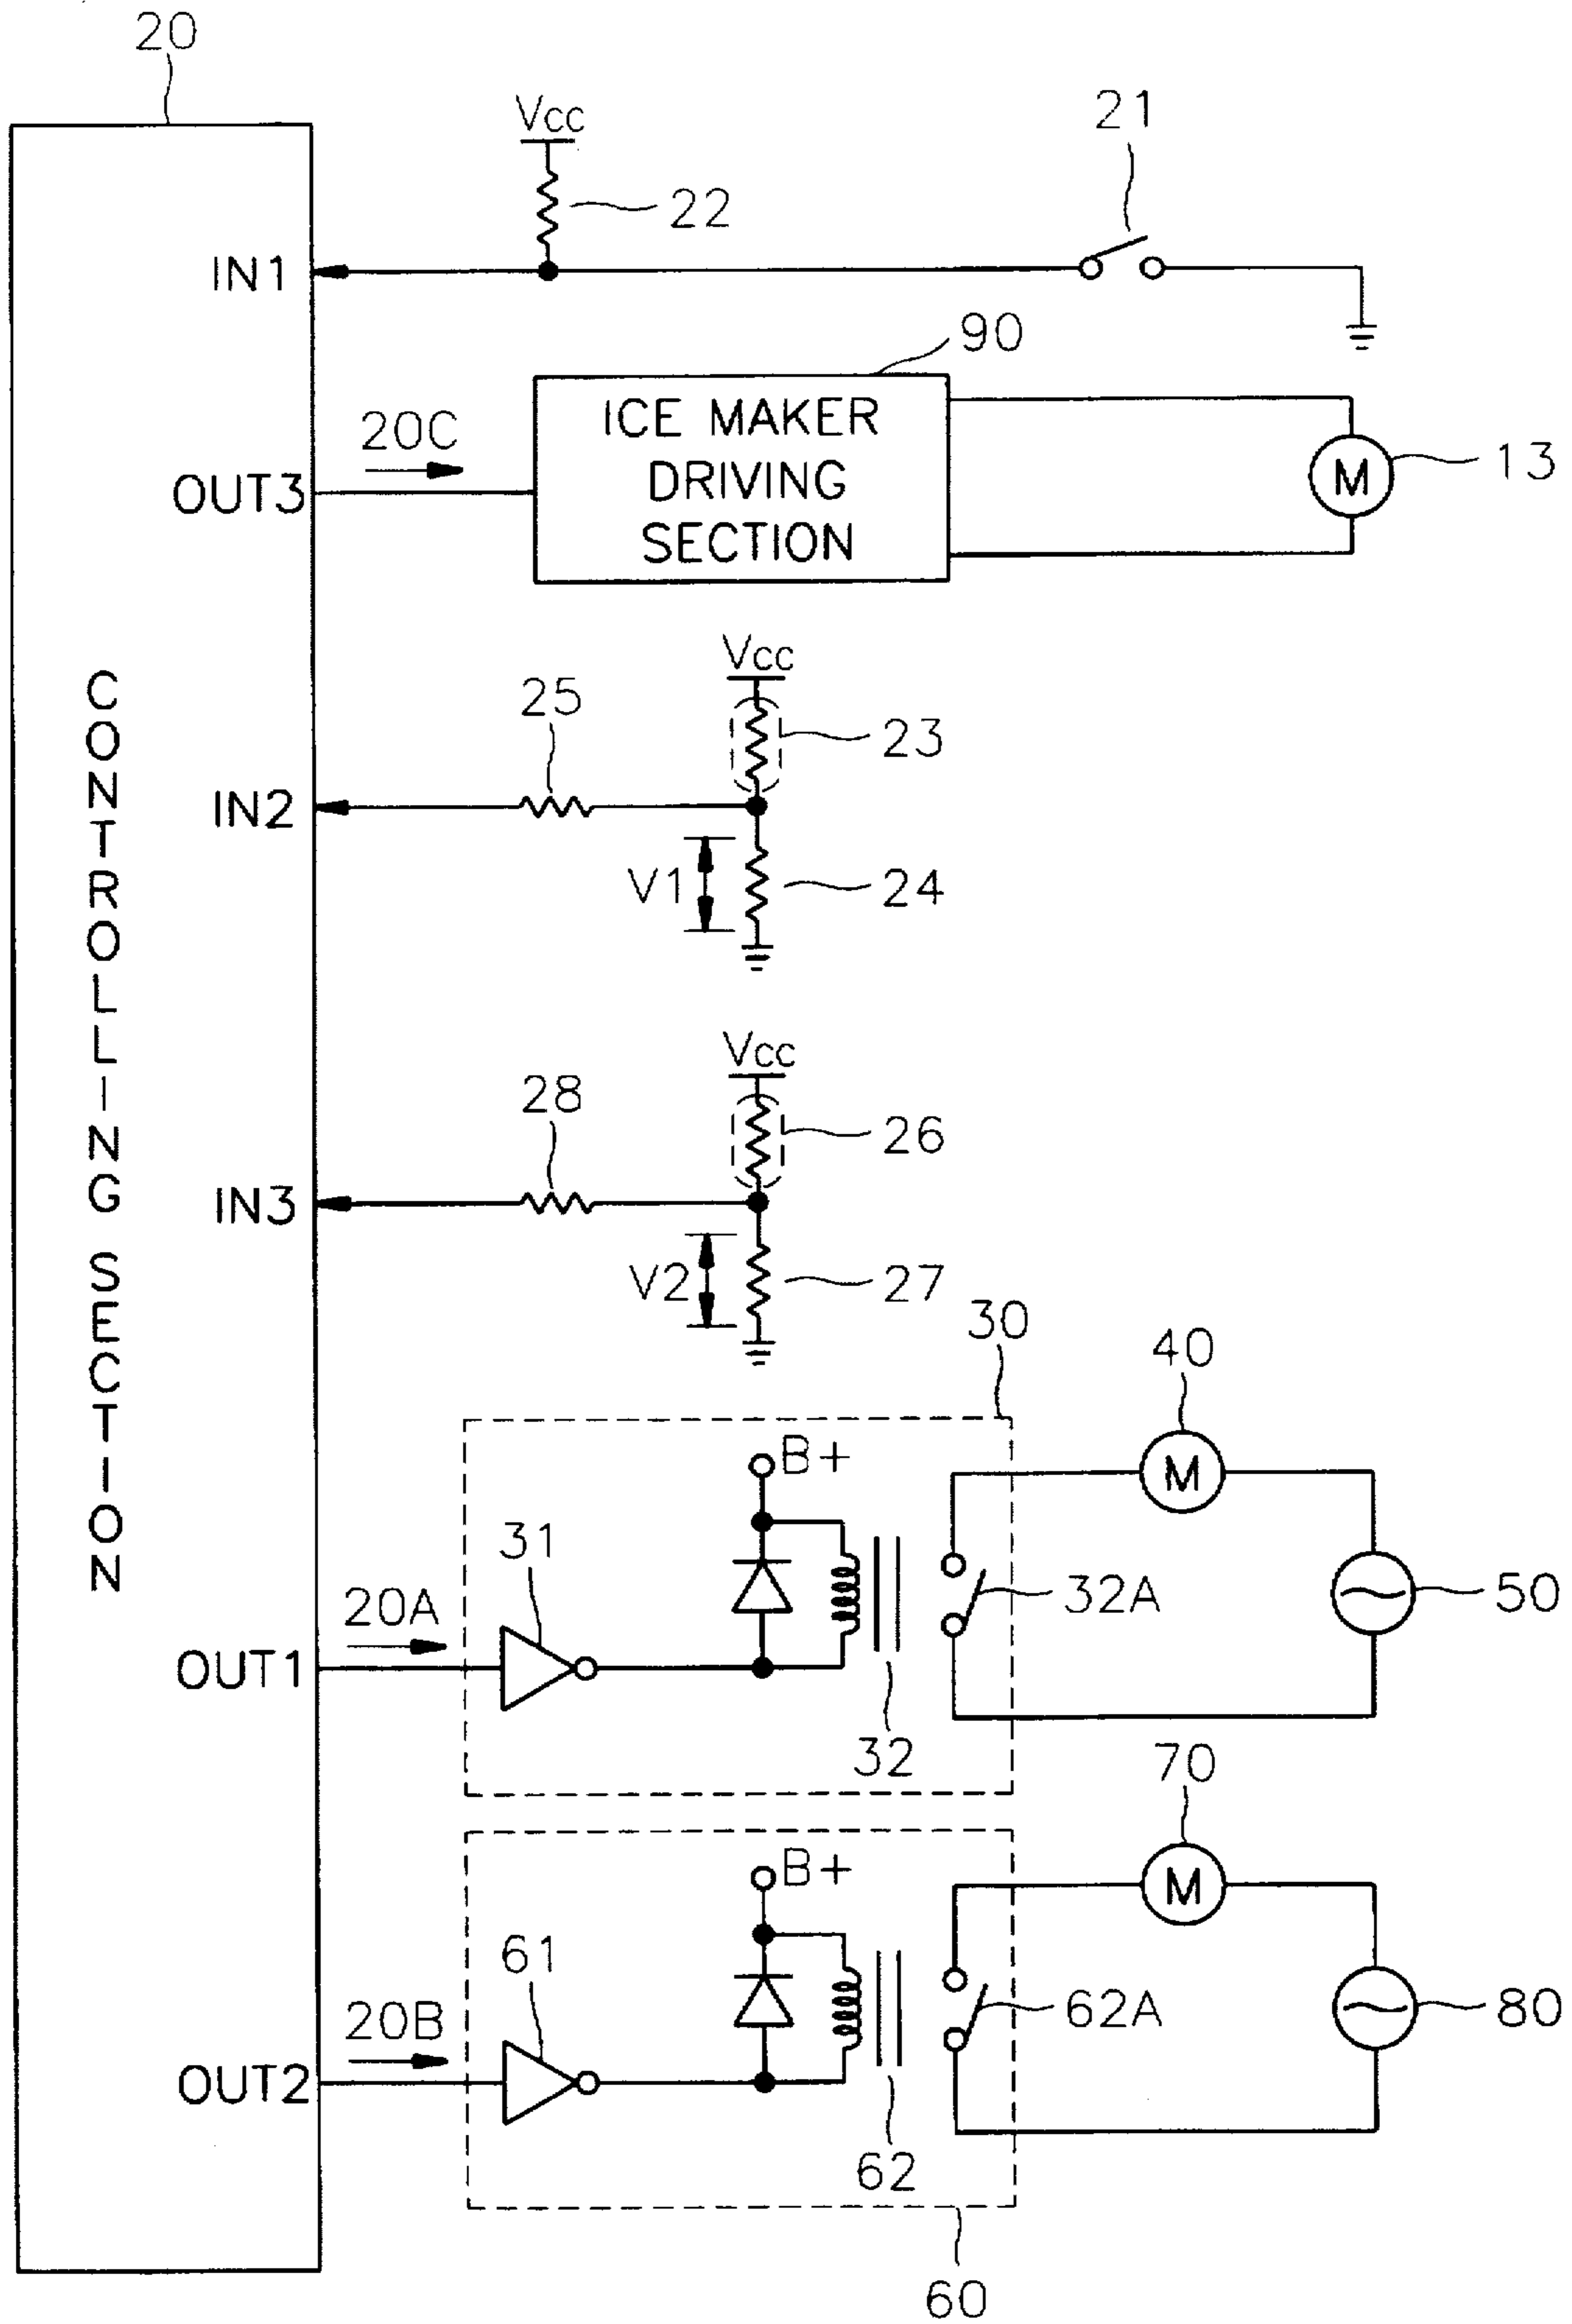 20
Vcc
21
22
IN1
90
ICE MAKER
DRIVING
SECTION
20C
OUT3
M
13
CONTROLLING SECTION
Vcc
25
23
IN2
V1
24
Vcc
28
26
IN3
V2
27
30
40
B+
M
31
32A
50
20A
OUT1
32
70
B+
M
61
62A
80
20B
OUT2
62
60